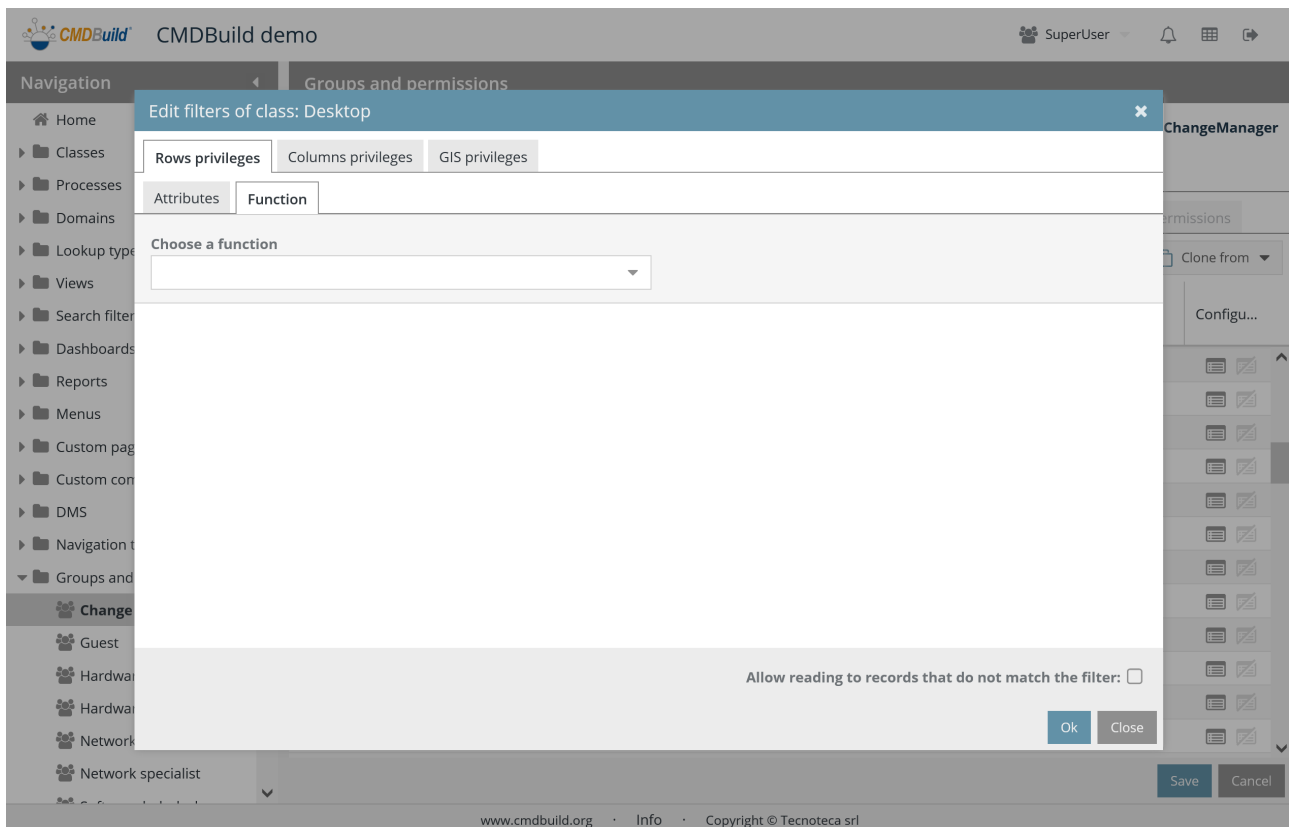 CMDBuild CMDBuild demo SuperUser
Navigation Groups and permissions
Edit filters of class: Desktop
Home
ChangeManager
Classes
Rows privileges Columns privileges GIS privileges
Processes
Attributes Function
Domains
Choose a function
Lookup type
Clone from
Views
Search filter
Configu...
Dashboards
Reports
Menus
Custom pag
Custom com
DMS
Navigation t
Groups and
Change
Guest
Hardwar
Allow reading to records that do not match the filter:
Hardwar
Network
Ok Close
Network specialist
Save Cancel
www.cmdbuild.org · Info · Copyright © Tecnoteca srl